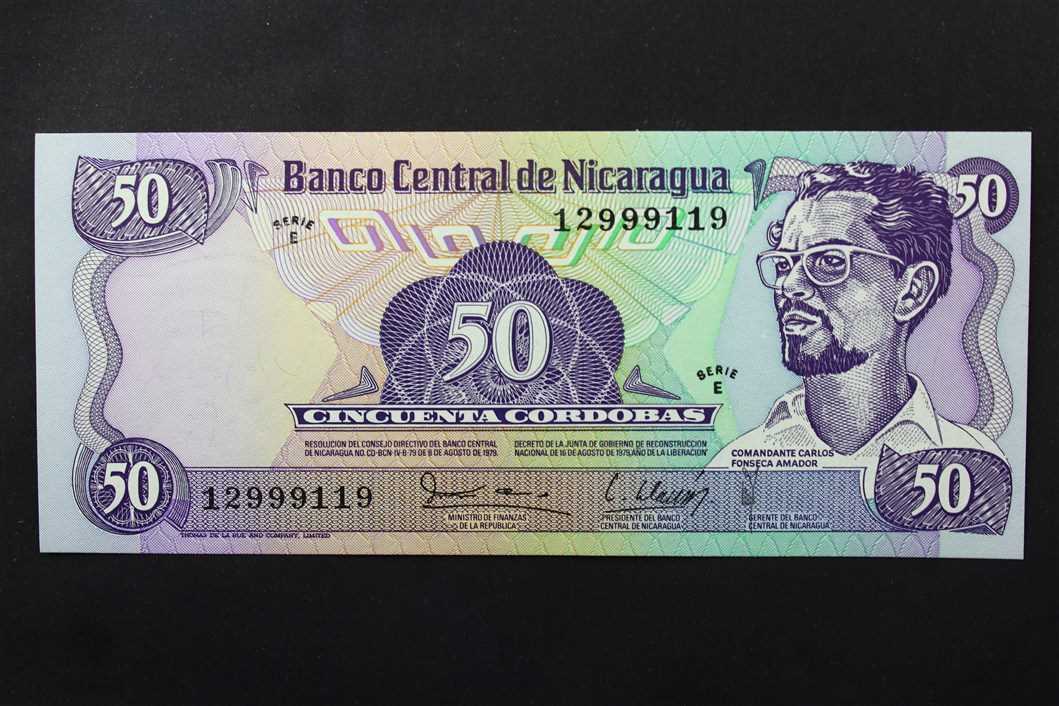 50
Banco Central de Nicaragua
50
SERIE
E
12999119
50
SERIE
E
CINCUENTA CORDOBAS
RESOLUCION DEL CONSEJO DIRECTIVO DEL BANCO CENTRAL
DE NICARAGUA NO. CD-BCN-IV-8-79 DE 8 DE AGOSTO DE 1979.
DECRETO DE LA JUNTA DE GOBIERNO DE RECONSTRUCCION
NACIONAL DE 16 DE AGOSTO DE 1979, AÑO DE LA LIBERACION
COMANDANTE CARLOS
FONSECA AMADOR
50
12999119
MINISTRO DE FINANZAS
DE LA REPUBLICA
PRESIDENTE DEL BANCO
CENTRAL DE NICARAGUA
GERENTE DEL BANCO
CENTRAL DE NICARAGUA
50
THOMAS DE LA RUE AND COMPANY, LIMITED